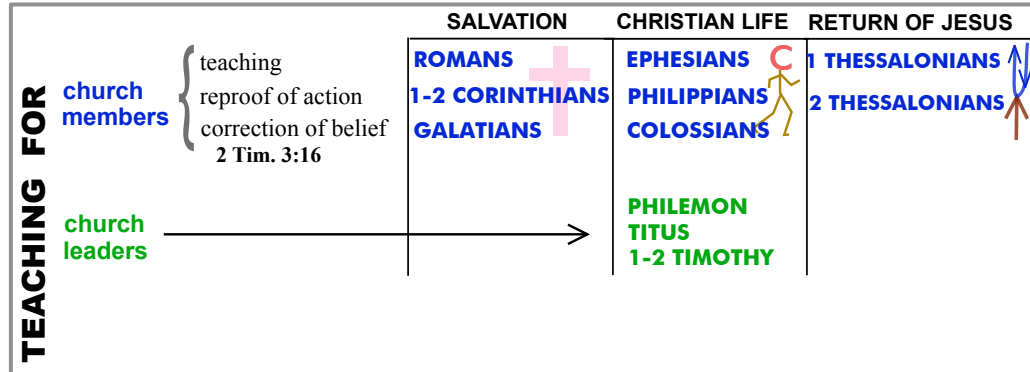 SALVATION CHRISTIAN LIFE RETURN OF JESUS
TEACHING FOR
church
members
teaching
reproof of action
correction of belief
2 Tim. 3:16
ROMANS
1-2 CORINTHIANS
GALATIANS
EPHESIANS
PHILIPPIANS
COLOSSIANS
C
1 THESSALONIANS
2 THESSALONIANS
church
leaders
PHILEMON
TITUS
1-2 TIMOTHY